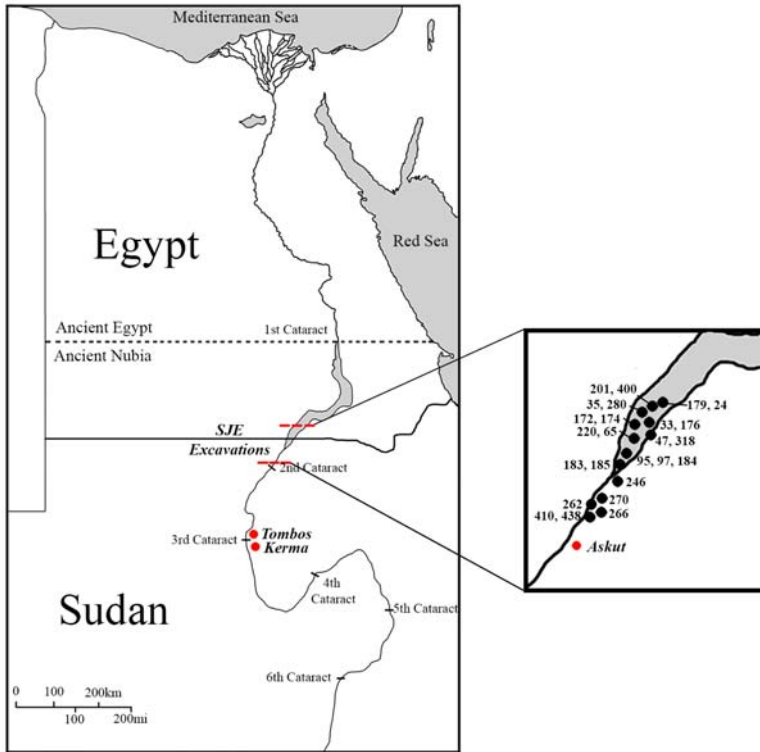 Mediterranean Sea
Egypt
Red Sea
Ancient Egypt
1st Cataract
Ancient Nubia
SJE
Excavations
2nd Cataract
Tombos
3rd Cataract
Kerma
4th
Cataract
Sudan
5th Cataract
6th Cataract
0 100 200km
100 200mi
201, 400
35, 280
179, 24
172, 174
33, 176
220, 65
47, 318
95, 97, 184
183, 185
246
262
270
410, 438
266
Askut